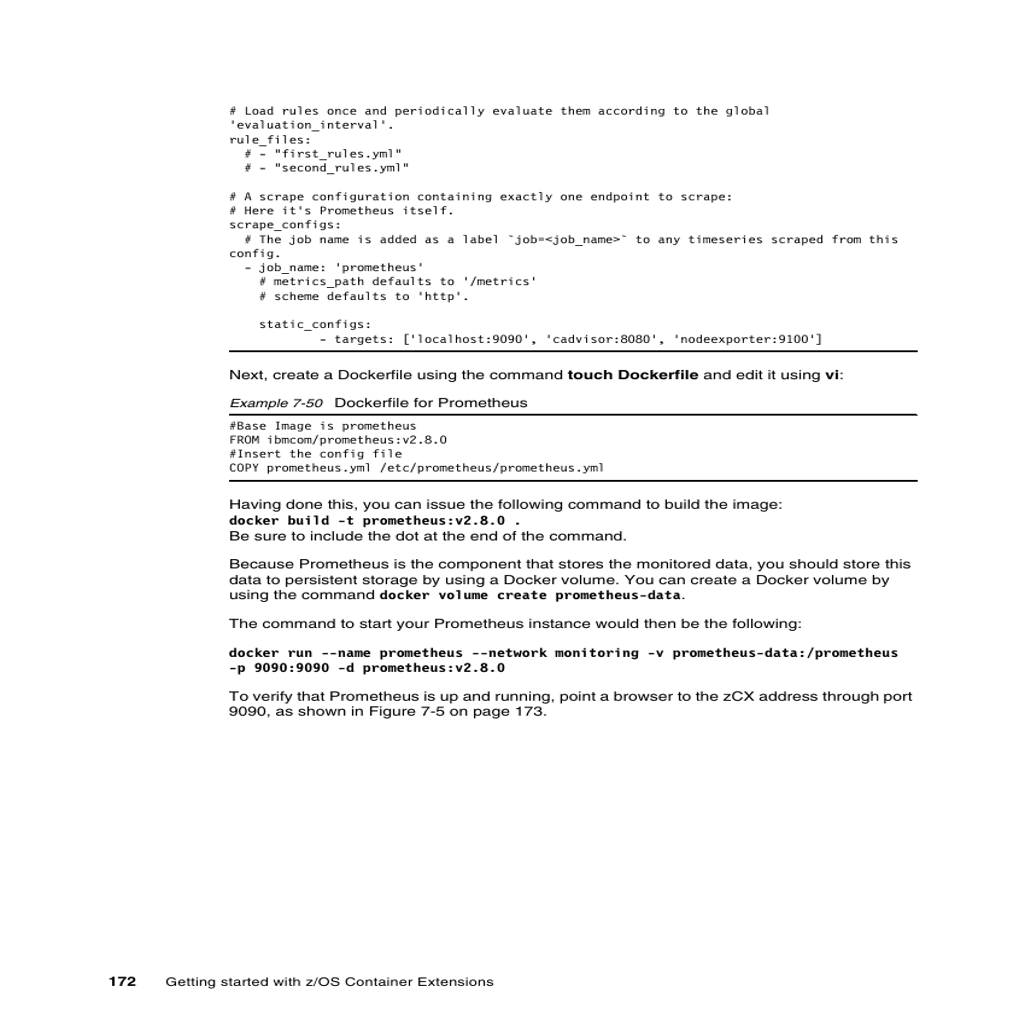 # Load rules once and periodically evaluate them according to the global
'evaluation_interval'.
rule_files:
  # - "first_rules.yml"
  # - "second_rules.yml"

# A scrape configuration containing exactly one endpoint to scrape:
# Here it's Prometheus itself.
scrape_configs:
  # The job name is added as a label `job=<job_name>` to any timeseries scraped from this
config.
  - job_name: 'prometheus'
    # metrics_path defaults to '/metrics'
    # scheme defaults to 'http'.

    static_configs:
            - targets: ['localhost:9090', 'cadvisor:8080', 'nodeexporter:9100']
Next, create a Dockerfile using the command touch Dockerfile and edit it using vi:
Example 7-50 Dockerfile for Prometheus
#Base Image is prometheus
FROM ibmcom/prometheus:v2.8.0
#Insert the config file
COPY prometheus.yml /etc/prometheus/prometheus.yml
Having done this, you can issue the following command to build the image:
docker build -t prometheus:v2.8.0 .
Be sure to include the dot at the end of the command.
Because Prometheus is the component that stores the monitored data, you should store this
data to persistent storage by using a Docker volume. You can create a Docker volume by
using the command docker volume create prometheus-data.
The command to start your Prometheus instance would then be the following:
docker run --name prometheus --network monitoring -v prometheus-data:/prometheus
-p 9090:9090 -d prometheus:v2.8.0
To verify that Prometheus is up and running, point a browser to the zCX address through port
9090, as shown in Figure 7-5 on page 173.
172 Getting started with z/OS Container Extensions